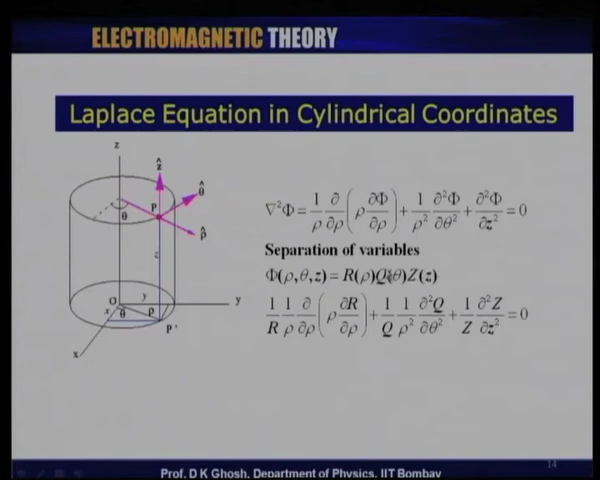 ELECTROMAGNETIC THEORY
Laplace Equation in Cylindrical Coordinates
z
ẑ
θ̂
P
θ
ρ̂
z
O
y
y
x
θ
ρ
P'
x
∇²Φ = 1/ρ ∂/∂ρ (ρ ∂Φ/∂ρ) + 1/ρ² ∂²Φ/∂θ² + ∂²Φ/∂z² = 0
Separation of variables
Φ(ρ,θ,z) = R(ρ)Q(θ)Z(z)
1/R 1/ρ ∂/∂ρ (ρ ∂R/∂ρ) + 1/Q 1/ρ² ∂²Q/∂θ² + 1/Z ∂²Z/∂z² = 0
14
Prof. D K Ghosh, Department of Physics, IIT Bombay